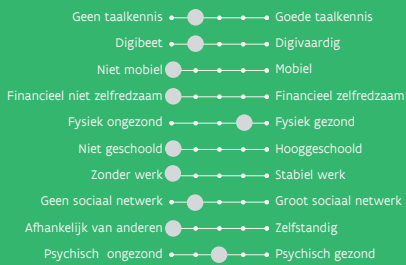 Geen taalkennis Goede taalkennis
Digibeet Digivaardig
Niet mobiel Mobiel
Financieel niet zelfredzaam Financieel zelfredzaam
Fysiek ongezond Fysiek gezond
Niet geschoold Hooggeschoold
Zonder werk Stabiel werk
Geen sociaal netwerk Groot sociaal netwerk
Afhankelijk van anderen Zelfstandig
Psychisch ongezond Psychisch gezond